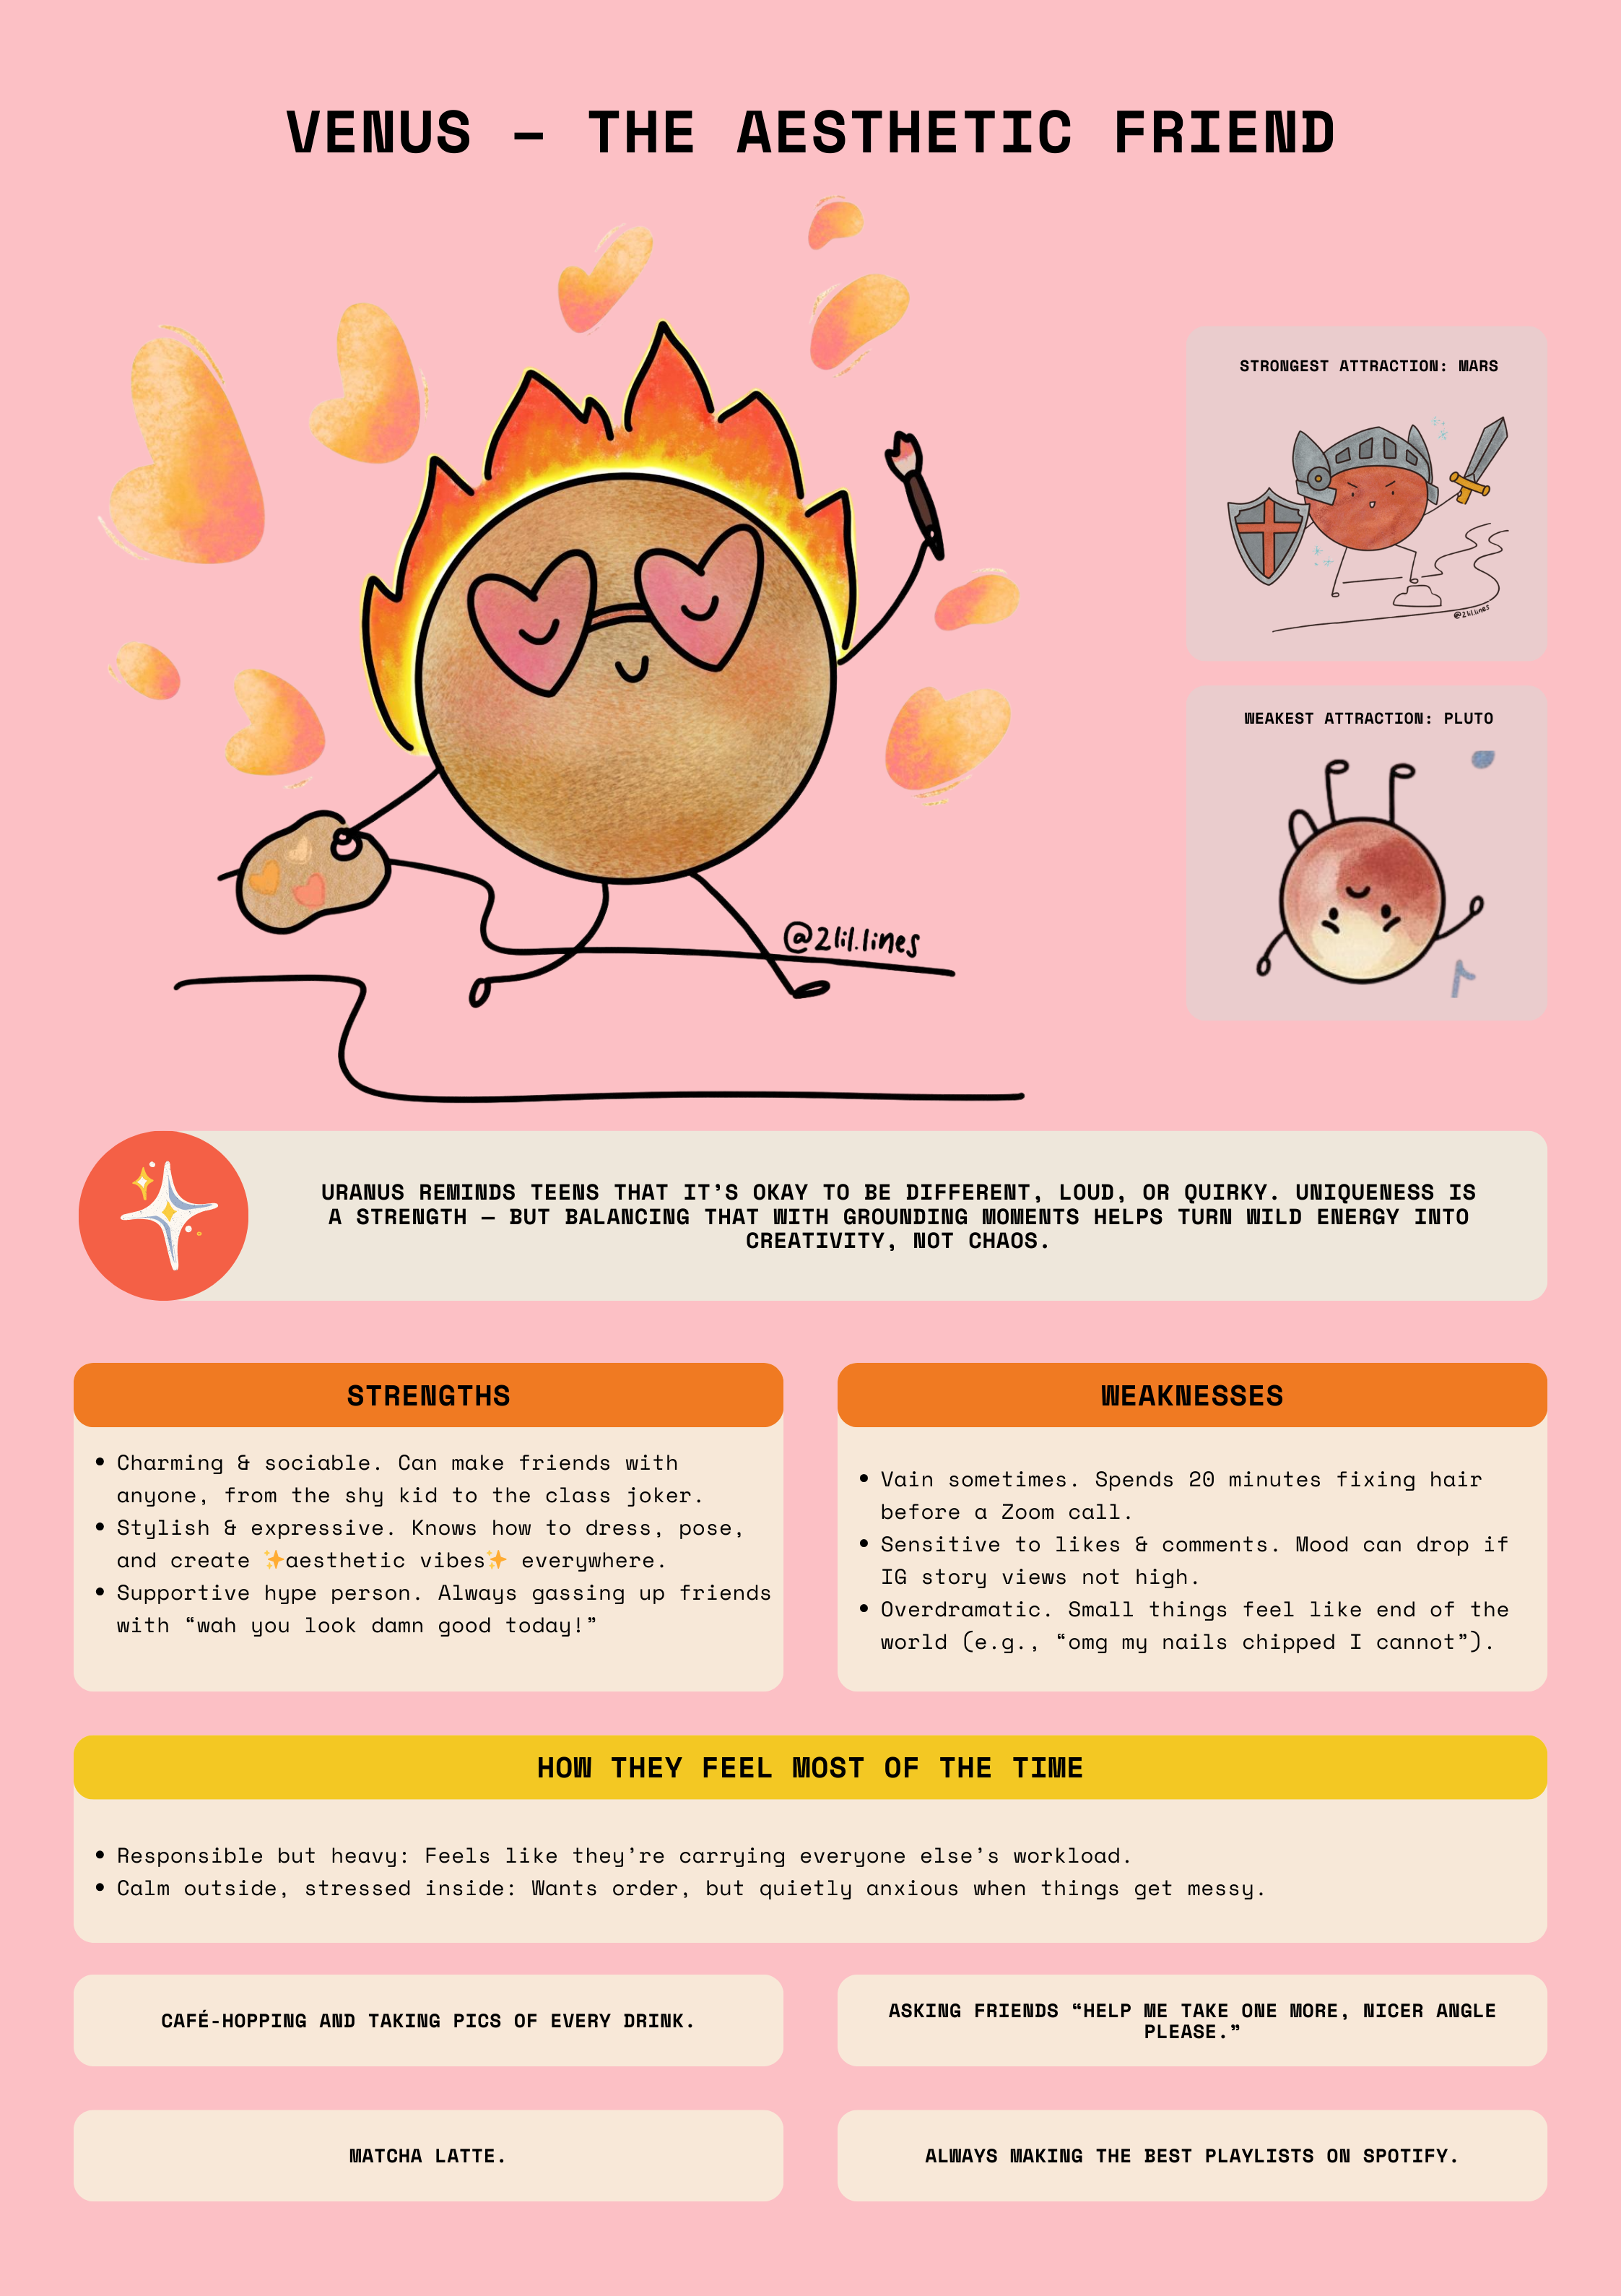 VENUS – THE AESTHETIC FRIEND
STRONGEST ATTRACTION: MARS
@2lil.lines
WEAKEST ATTRACTION: PLUTO
@2lil.lines
URANUS REMINDS TEENS THAT IT'S OKAY TO BE DIFFERENT, LOUD, OR QUIRKY. UNIQUENESS IS
A STRENGTH – BUT BALANCING THAT WITH GROUNDING MOMENTS HELPS TURN WILD ENERGY INTO
CREATIVITY, NOT CHAOS.
STRENGTHS
• Charming & sociable. Can make friends with
anyone, from the shy kid to the class joker.
• Stylish & expressive. Knows how to dress, pose,
and create ✨aesthetic vibes✨ everywhere.
• Supportive hype person. Always gassing up friends
with “wah you look damn good today!”
WEAKNESSES
• Vain sometimes. Spends 20 minutes fixing hair
before a Zoom call.
• Sensitive to likes & comments. Mood can drop if
IG story views not high.
• Overdramatic. Small things feel like end of the
world (e.g., “omg my nails chipped I cannot”).
HOW THEY FEEL MOST OF THE TIME
• Responsible but heavy: Feels like they’re carrying everyone else’s workload.
• Calm outside, stressed inside: Wants order, but quietly anxious when things get messy.
CAFÉ-HOPPING AND TAKING PICS OF EVERY DRINK.
ASKING FRIENDS “HELP ME TAKE ONE MORE, NICER ANGLE
PLEASE.”
MATCHA LATTE.
ALWAYS MAKING THE BEST PLAYLISTS ON SPOTIFY.